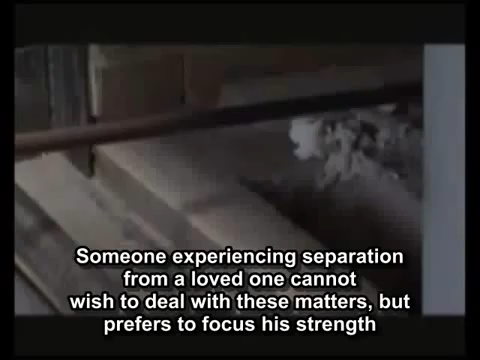 Someone experiencing separation
from a loved one cannot
wish to deal with these matters, but
prefers to focus his strength